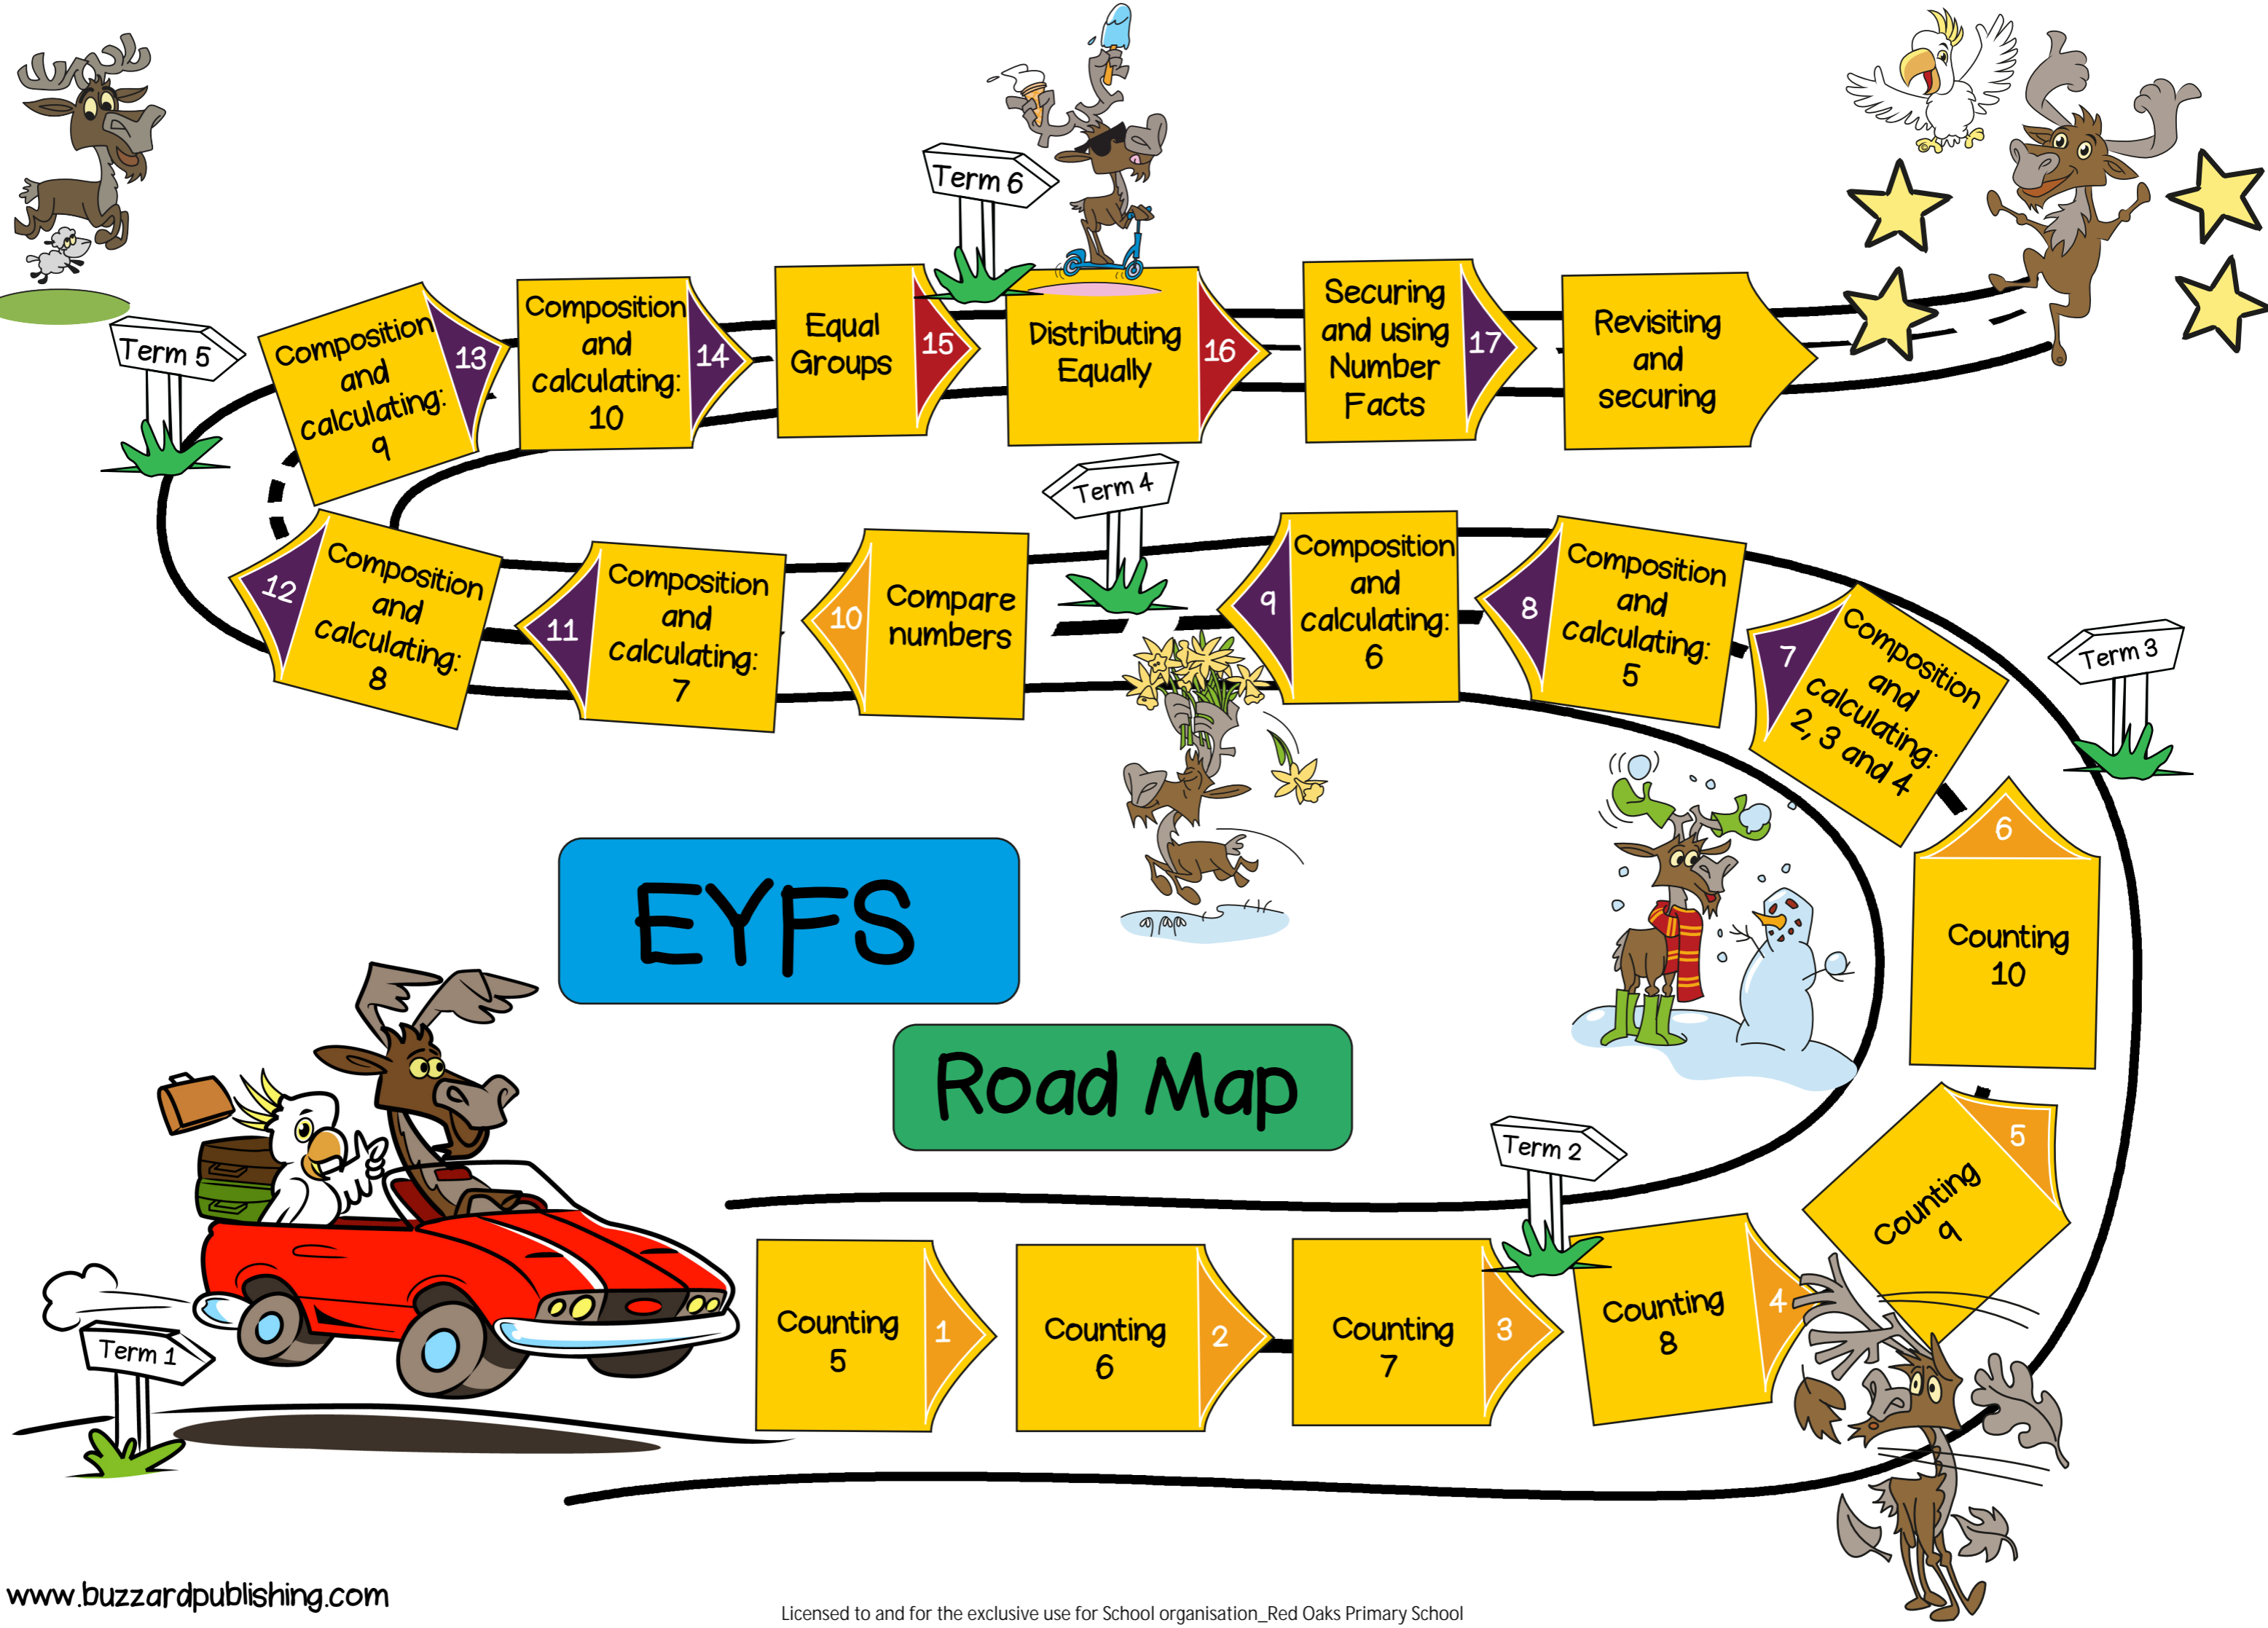 Term 6
Term 5
Composition
and
calculating:
9
13
Composition
and
calculating:
10
14
Equal
Groups
15
Distributing
Equally
16
Securing
and using
Number
Facts
17
Revisiting
and
securing
Term 4
12
Composition
and
calculating:
8
11
Composition
and
calculating:
7
10
Compare
numbers
9
Composition
and
calculating:
6
8
Composition
and
calculating:
5
7
Composition
and
calculating:
2, 3 and 4
Term 3
6
Counting
10
EYFS
Road Map
5
Counting
9
Term 2
Term 1
Counting
5
1
Counting
6
2
Counting
7
3
Counting
8
4
www.buzzardpublishing.com
Licensed to and for the exclusive use for School organisation_Red Oaks Primary School